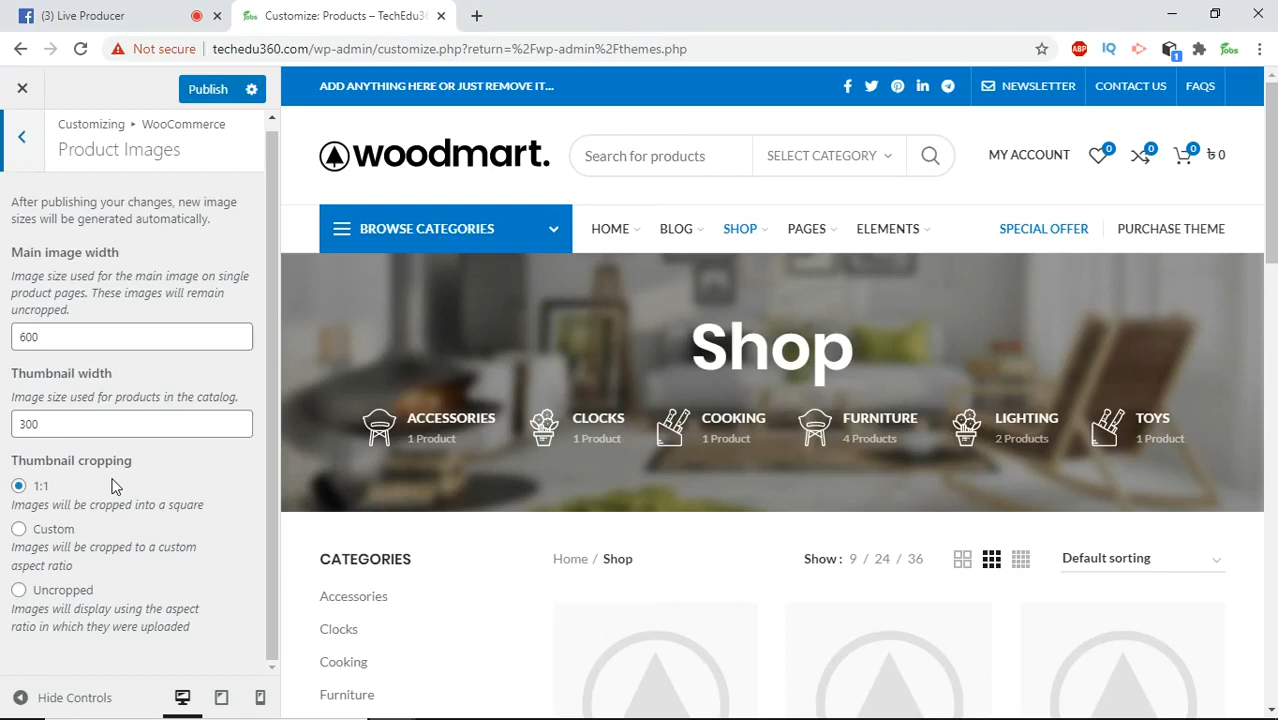 (3) Live Producer
Customize: Products – TechEdu36
Not secure
techedu360.com/wp-admin/customize.php?return=%2Fwp-admin%2Fthemes.php
ABP
IQ
1
Jobs
Publish
Customizing ▸ WooCommerce
Product Images
After publishing your changes, new image
sizes will be generated automatically.
Main image width
Image size used for the main image on single
product pages. These images will remain
uncropped.
600
Thumbnail width
Image size used for products in the catalog.
300
Thumbnail cropping
1:1
Images will be cropped into a square
Custom
Images will be cropped to a custom
aspect ratio
Uncropped
Images will display using the aspect
ratio in which they were uploaded
Hide Controls
ADD ANYTHING HERE OR JUST REMOVE IT...
NEWSLETTER
CONTACT US
FAQS
woodmart.
Search for products
SELECT CATEGORY
MY ACCOUNT
0
0
0
৳ 0
BROWSE CATEGORIES
HOME
BLOG
SHOP
PAGES
ELEMENTS
SPECIAL OFFER
PURCHASE THEME
Shop
ACCESSORIES
1 Product
CLOCKS
1 Product
COOKING
1 Product
FURNITURE
4 Products
LIGHTING
2 Products
TOYS
1 Product
CATEGORIES
Accessories
Clocks
Cooking
Furniture
Home / Shop
Show : 9 / 24 / 36
Default sorting